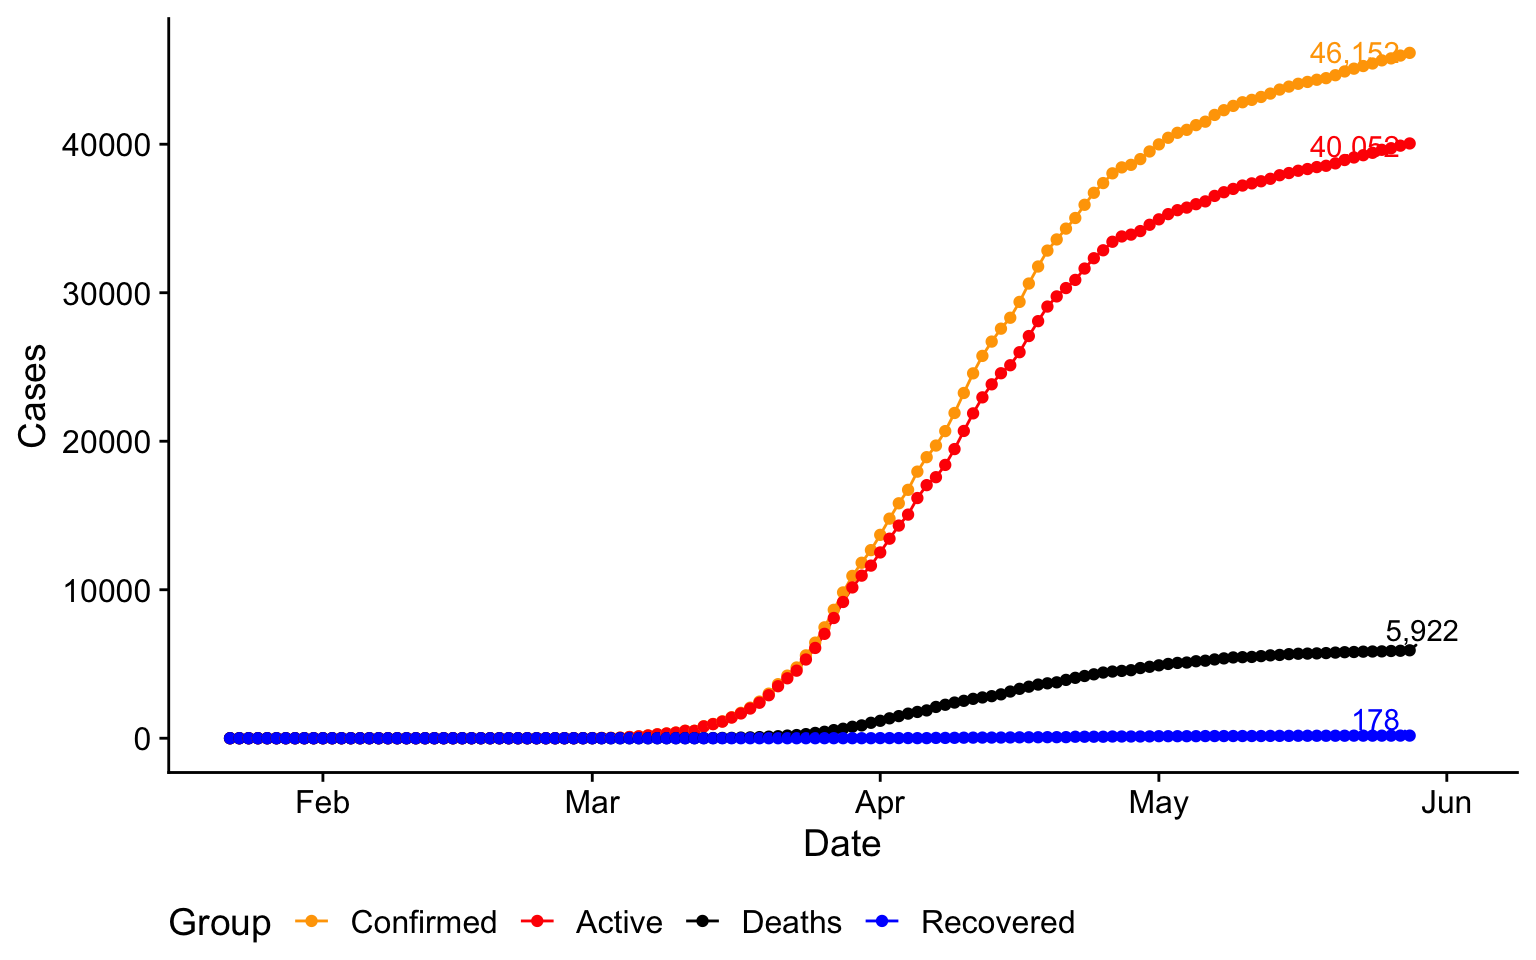 46,152
40,052
40000
30000
Cases
20000
10000
5,922
178
0
Feb Mar Apr May Jun
Date
Group Confirmed Active Deaths Recovered